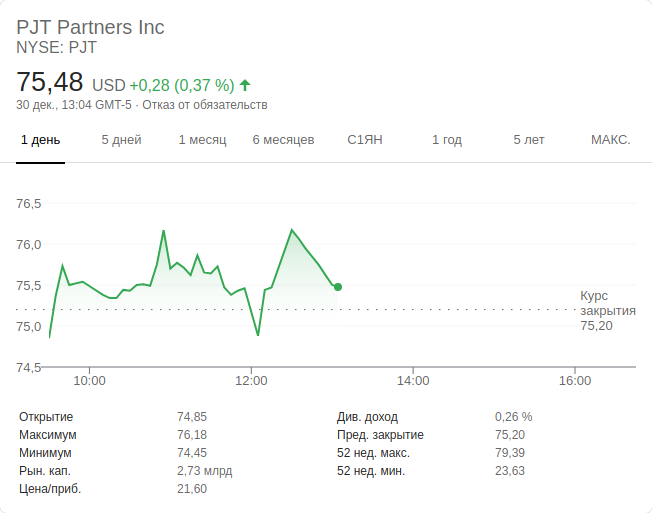 PJT Partners Inc
NYSE: PJT
75,48 USD +0,28 (0,37 %)
30 дек., 13:04 GMT-5 · Отказ от обязательств
1 день 5 дней 1 месяц 6 месяцев С1ЯН 1 год 5 лет МАКС.
76,5
76,0
75,5
75,0
74,5
Курс
закрытия
75,20
10:00 12:00 14:00 16:00
Открытие 74,85 Див. доход 0,26 %
Максимум 76,18 Пред. закрытие 75,20
Минимум 74,45 52 нед. макс. 79,39
Рын. кап. 2,73 млрд 52 нед. мин. 23,63
Цена/приб. 21,60